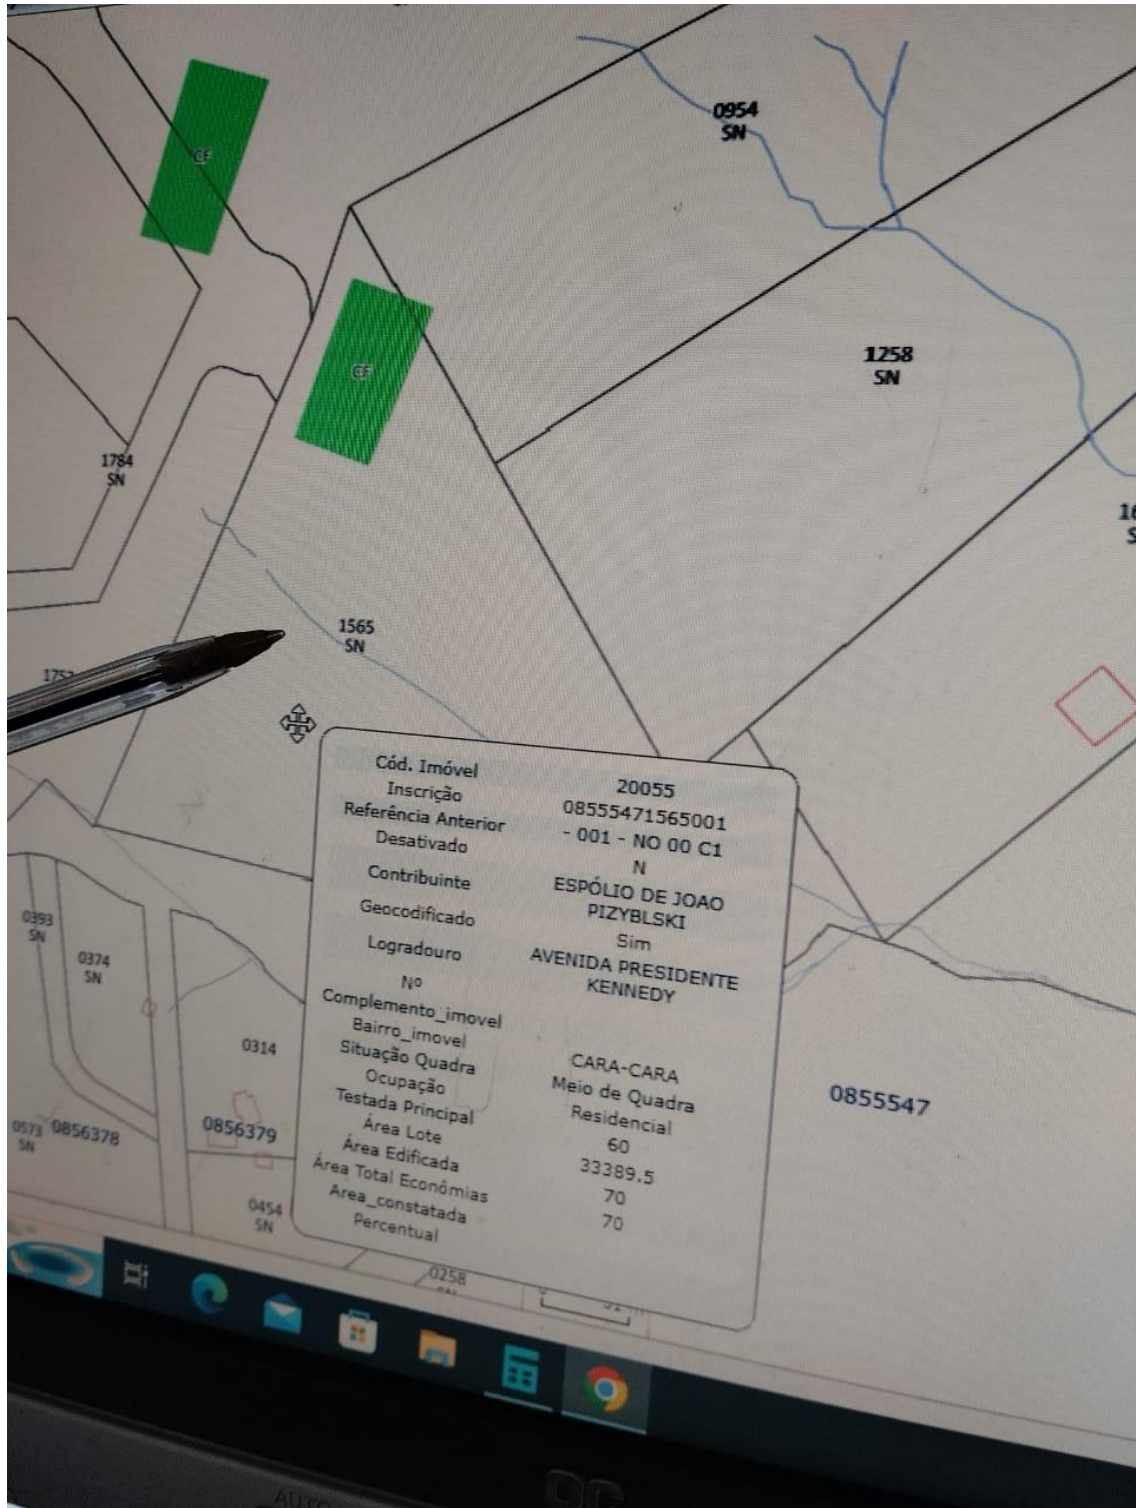 0954
SN
CF
1258
SN
CF
1784
SN
1565
SN
Cód. Imóvel 20055
Inscrição 08555471565001
Referência Anterior - 001 - NO 00 C1
Desativado N
Contribuinte ESPÓLIO DE JOAO
PIZYBLSKI
Geocodificado Sim
Logradouro AVENIDA PRESIDENTE
KENNEDY
Nº
Complemento_imovel
Bairro_imovel CARA-CARA
Situação Quadra Meio de Quadra
Ocupação Residencial
Testada Principal 60
Área Lote 33389.5
Área Edificada 70
Área Total Econômias 70
Area_constatada
Percentual
0393
SN
0374
SN
0314
0855547
0573
SN
0856378
0856379
0454
SN
0258
AUTO